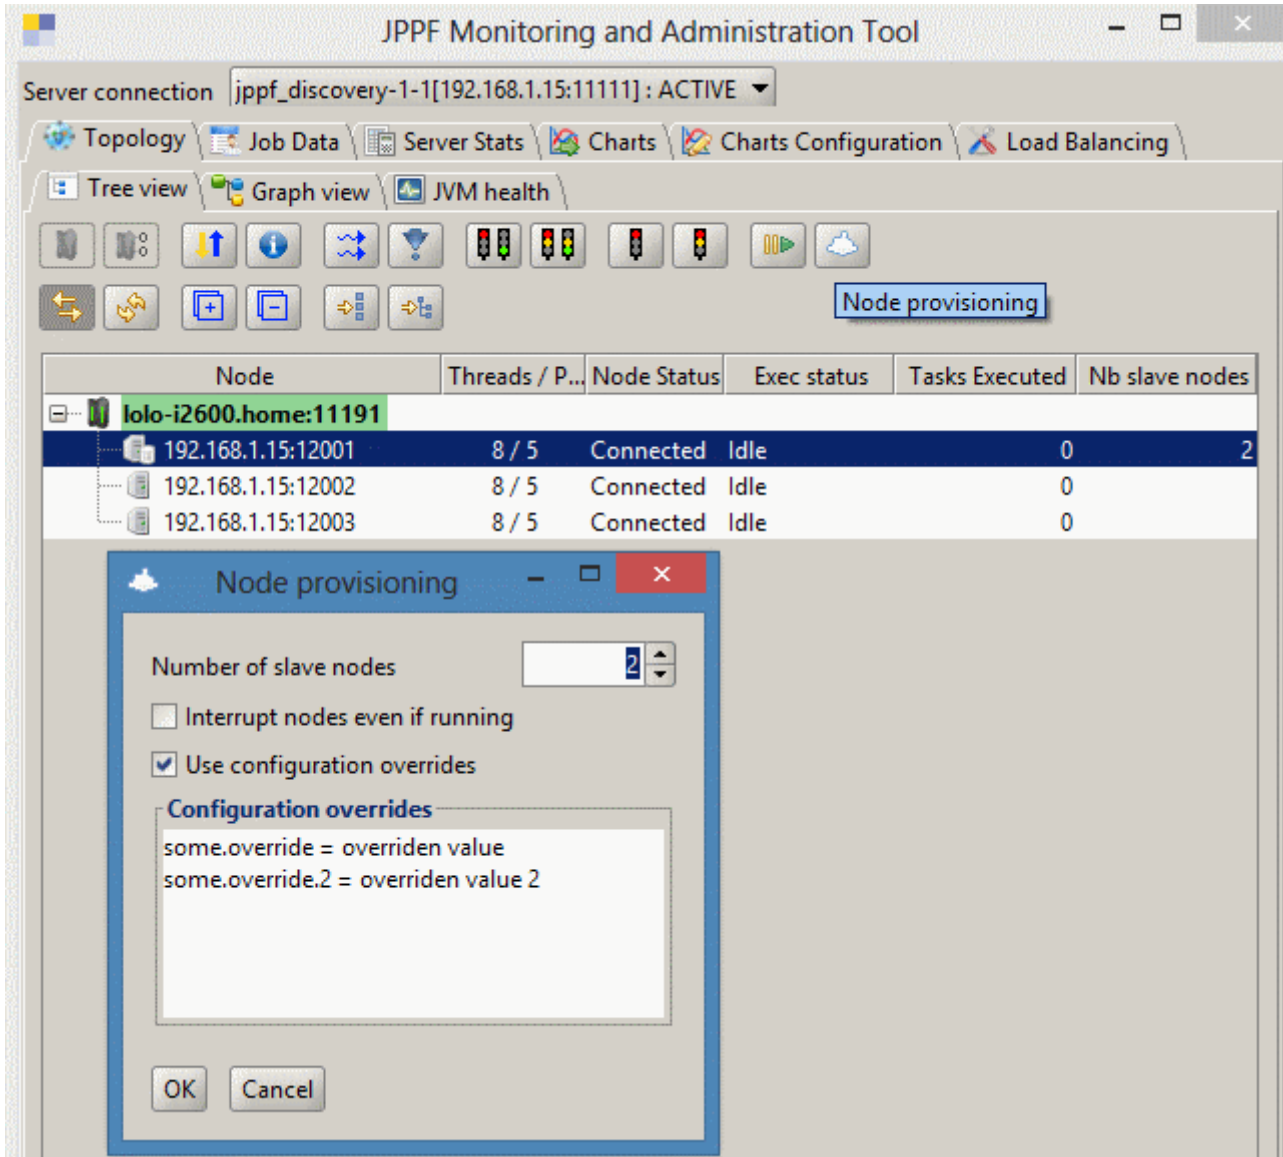 JPPF Monitoring and Administration Tool
Server connection jppf_discovery-1-1[192.168.1.15:11111] : ACTIVE
Topology Job Data Server Stats Charts Charts Configuration Load Balancing
Tree view Graph view JVM health
Node provisioning
Node Threads / P... Node Status Exec status Tasks Executed Nb slave nodes
lolo-i2600.home:11191
192.168.1.15:12001 8 / 5 Connected Idle 0 2
192.168.1.15:12002 8 / 5 Connected Idle 0
192.168.1.15:12003 8 / 5 Connected Idle 0
Node provisioning
Number of slave nodes 2
Interrupt nodes even if running
Use configuration overrides
Configuration overrides
some.override = overriden value
some.override.2 = overriden value 2
OK Cancel